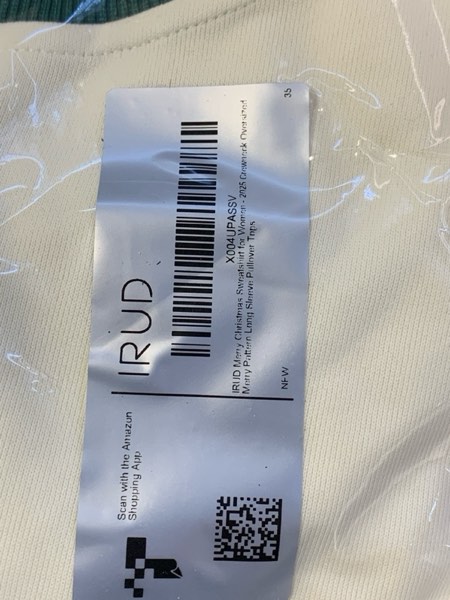 IRUD
X004UPASSV
IRUD Merry Christmas Sweatshirt for Women - 2025 Crewneck Oversized
Merry Pattern Long Sleeve Pullover Tops
NEW
35
Scan with the Amazon
Shopping App